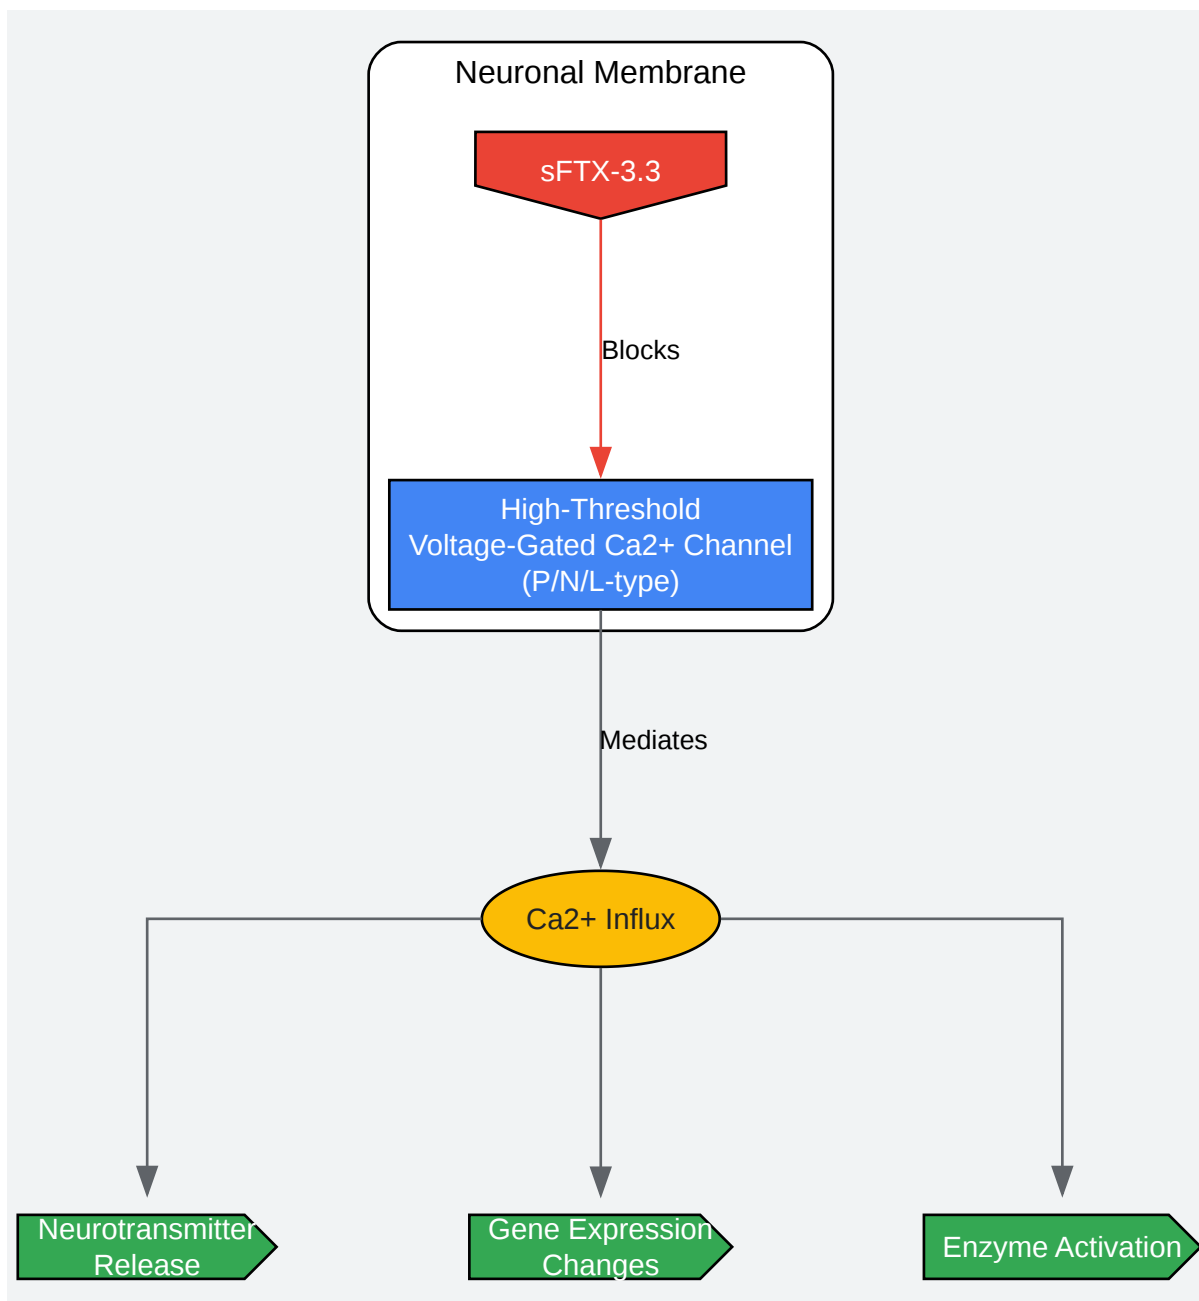 Neuronal Membrane
sFTX-3.3
Blocks
High-Threshold
Voltage-Gated Ca2+ Channel
(P/N/L-type)
Mediates
Ca2+ Influx
Neurotransmitter
Release
Gene Expression
Changes
Enzyme Activation